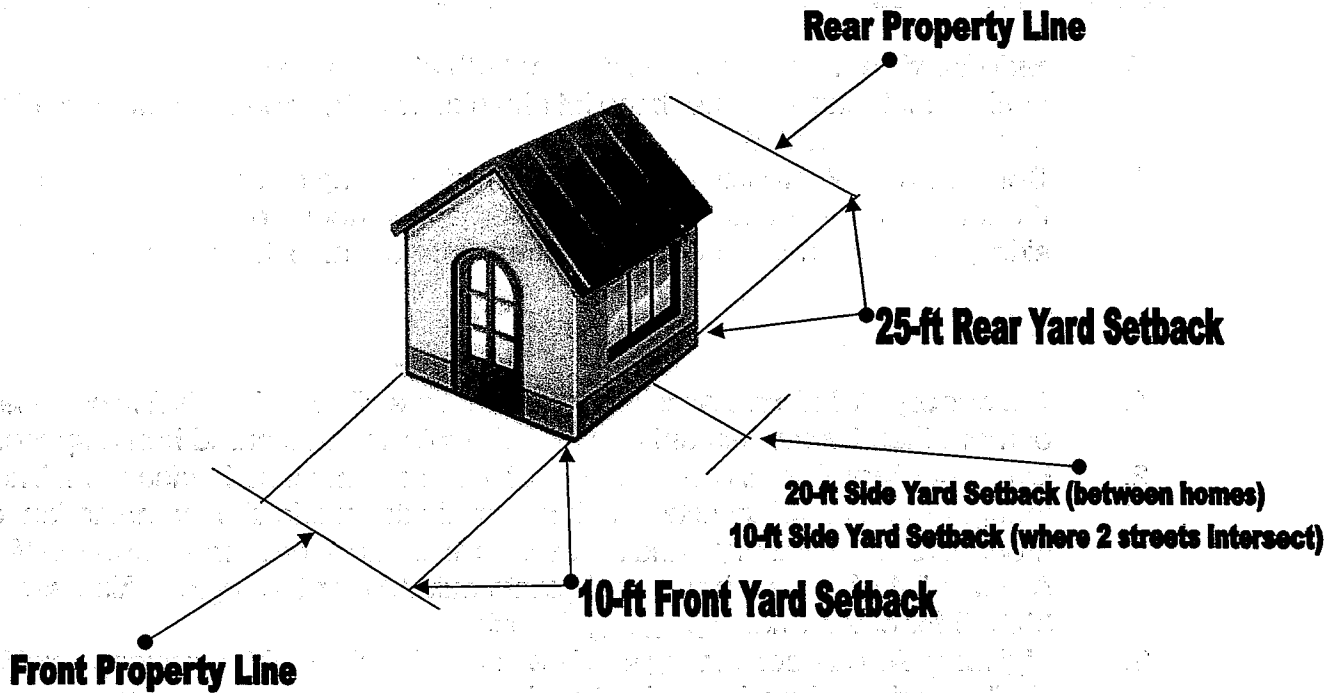 Rear Property Line
25-ft Rear Yard Setback
20-ft Side Yard Setback (between homes)
10-ft Side Yard Setback (where 2 streets intersect)
10-ft Front Yard Setback
Front Property Line